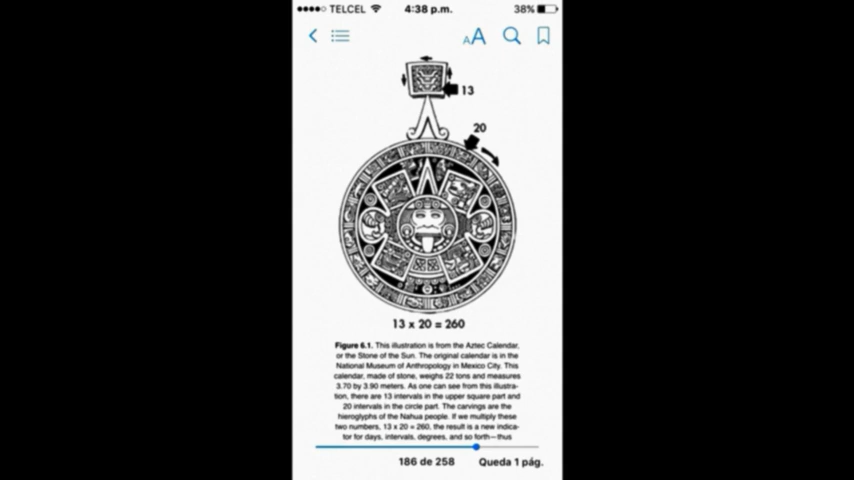 TELCEL 4:38 p.m. 38%
AA
13
20
13 x 20 = 260
Figure 6.1. This illustration is from the Aztec Calendar,
or the Stone of the Sun. The original calendar is in the
National Museum of Anthropology in Mexico City. This
calendar, made of stone, weighs 22 tons and measures
3.70 by 3.90 meters. As one can see from this illustra-
tion, there are 13 intervals in the upper square part and
20 intervals in the circle part. The carvings are the
hieroglyphs of the Nahua people. If we multiply these
two numbers, 13 x 20 = 260, the result is a new indica-
tor for days, intervals, degrees, and so forth—thus
186 de 258 Queda 1 pág.